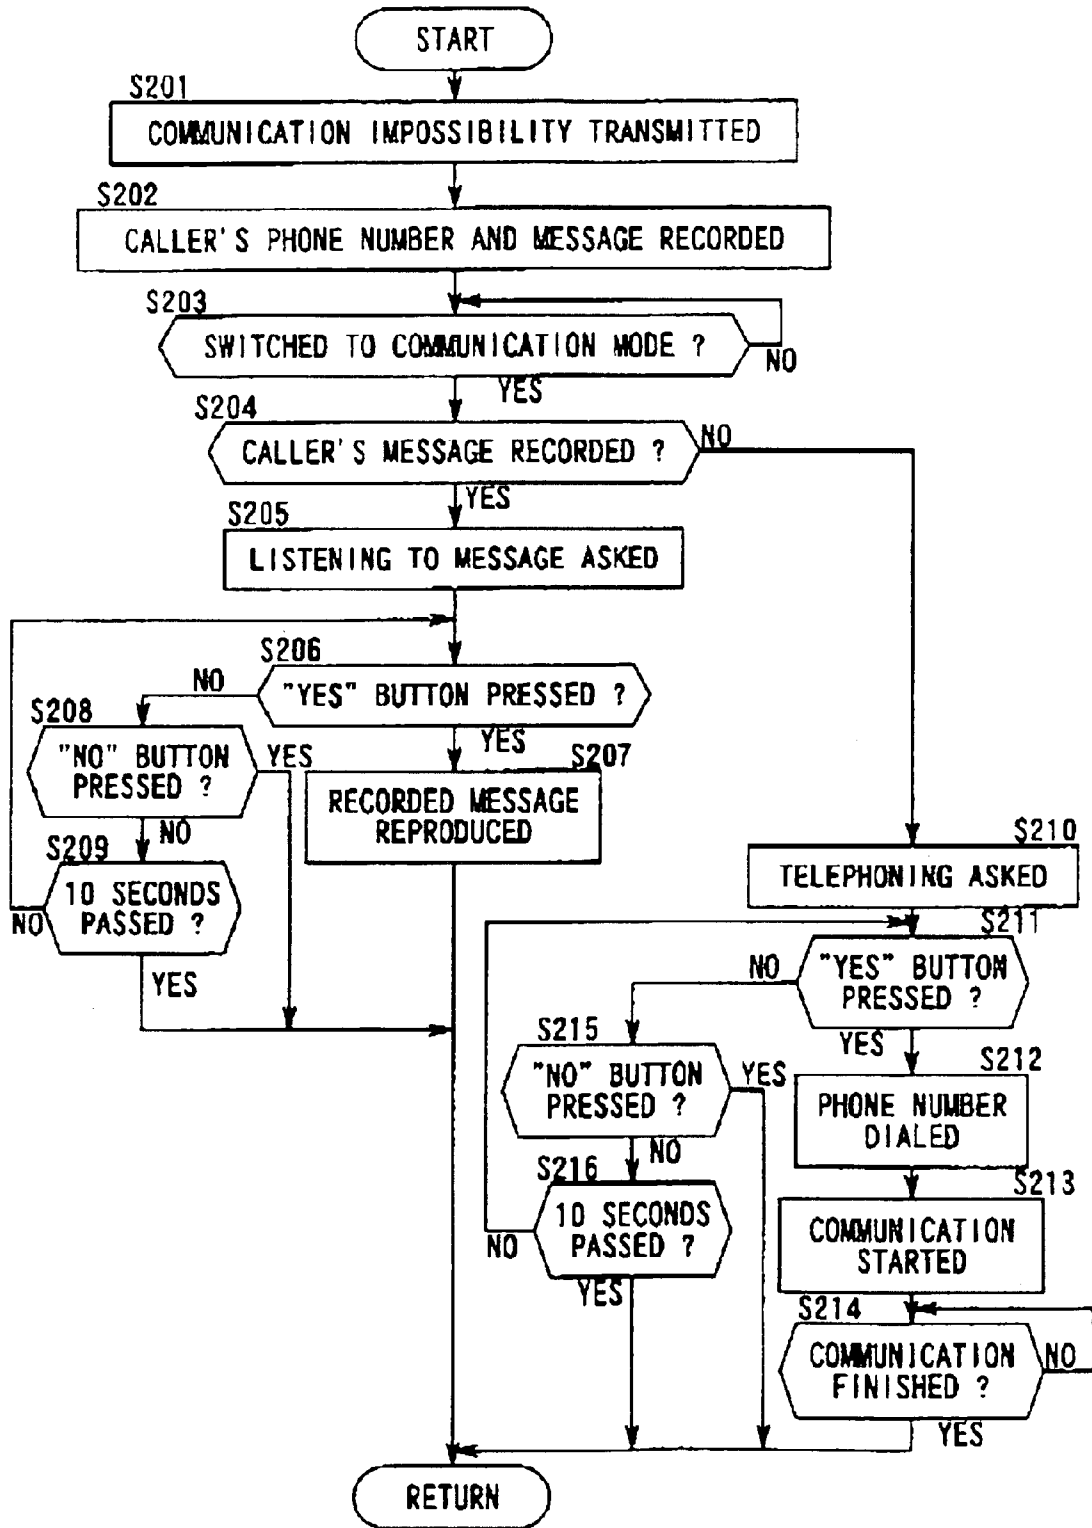 START
S201
COMMUNICATION IMPOSSIBILITY TRANSMITTED
S202
CALLER'S PHONE NUMBER AND MESSAGE RECORDED
S203
SWITCHED TO COMMUNICATION MODE ?
NO
YES
S204
CALLER'S MESSAGE RECORDED ?
NO
YES
S205
LISTENING TO MESSAGE ASKED
S206
"YES" BUTTON PRESSED ?
NO
YES
S207
RECORDED MESSAGE
REPRODUCED
S208
"NO" BUTTON
PRESSED ?
YES
NO
S209
10 SECONDS
PASSED ?
NO
YES
S210
TELEPHONING ASKED
S211
"YES" BUTTON
PRESSED ?
NO
YES
S212
PHONE NUMBER
DIALED
S213
COMMUNICATION
STARTED
S214
COMMUNICATION
FINISHED ?
NO
YES
S215
"NO" BUTTON
PRESSED ?
YES
NO
S216
10 SECONDS
PASSED ?
NO
YES
RETURN